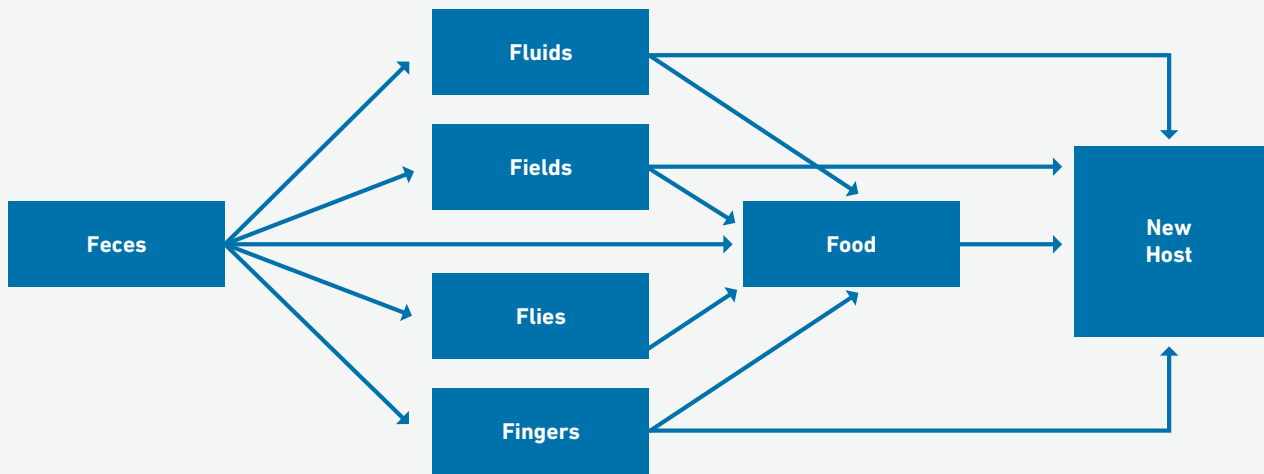 Fluids
Fields
Feces
Food
New
Host
Flies
Fingers